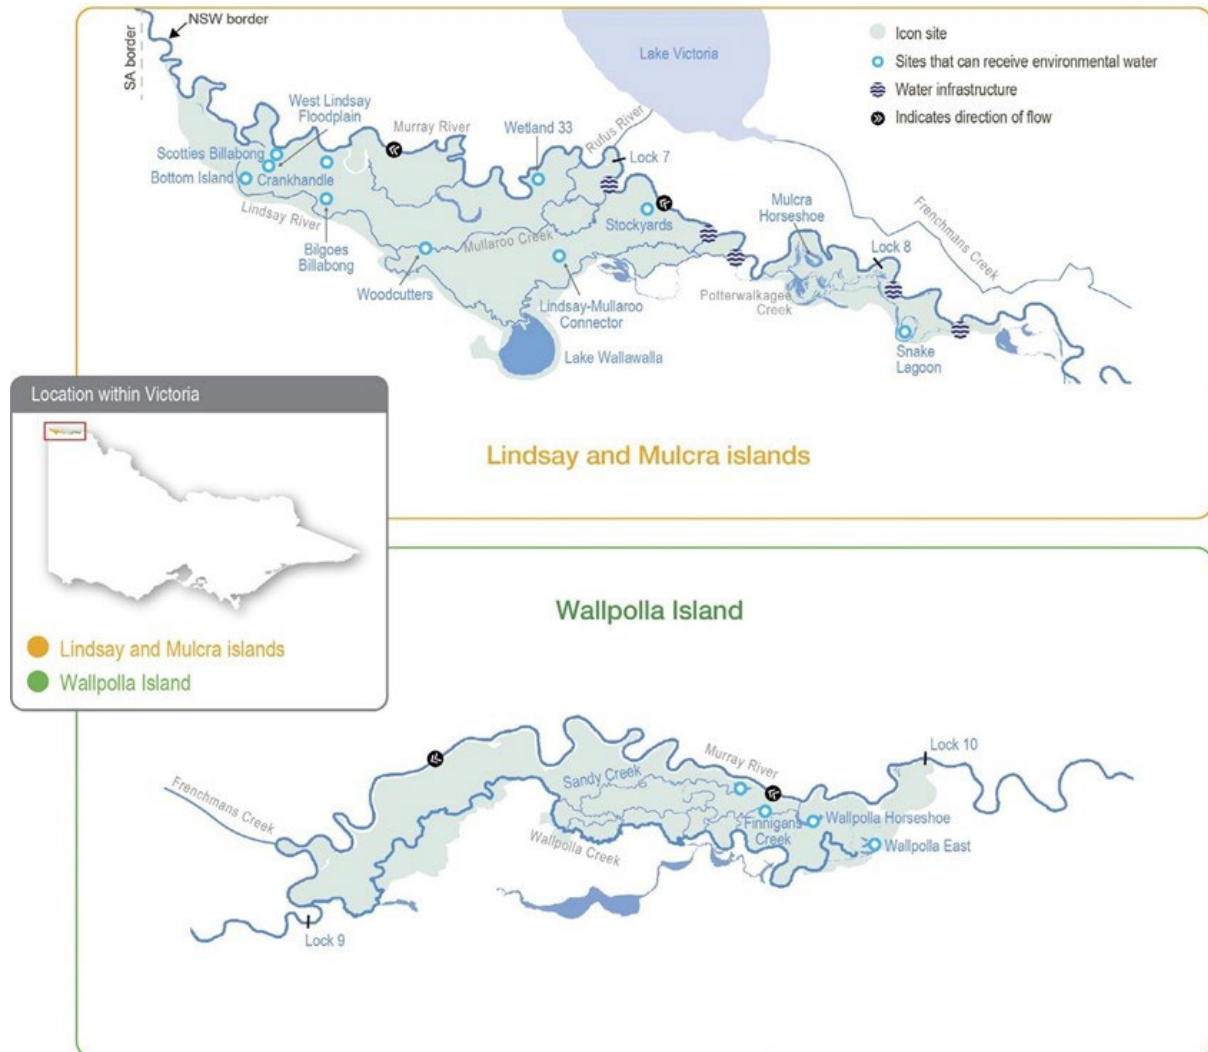 NSW border
SA border
Lake Victoria
Icon site
Sites that can receive environmental water
Water infrastructure
Indicates direction of flow
West Lindsay
Floodplain
Murray River
Wetland 33
Rufus River
Lock 7
Scotties Billabong
Bottom Island
Crankhandle
Lindsay River
Bilgoes
Billabong
Woodcutters
Mullaroo Creek
Stockyards
Lindsay-Mullaroo
Connector
Lake Wallawalla
Mulcra
Horseshoe
Lock 8
Frenchmans Creek
Potterwalkagee
Creek
Snake
Lagoon
Lindsay and Mulcra islands
Location within Victoria
Lindsay and Mulcra islands
Wallpolla Island
Wallpolla Island
Frenchmans Creek
Sandy Creek
Murray River
Lock 10
Finnigans
Creek
Wallpolla Horseshoe
Wallpolla East
Wallpolla Creek
Lock 9